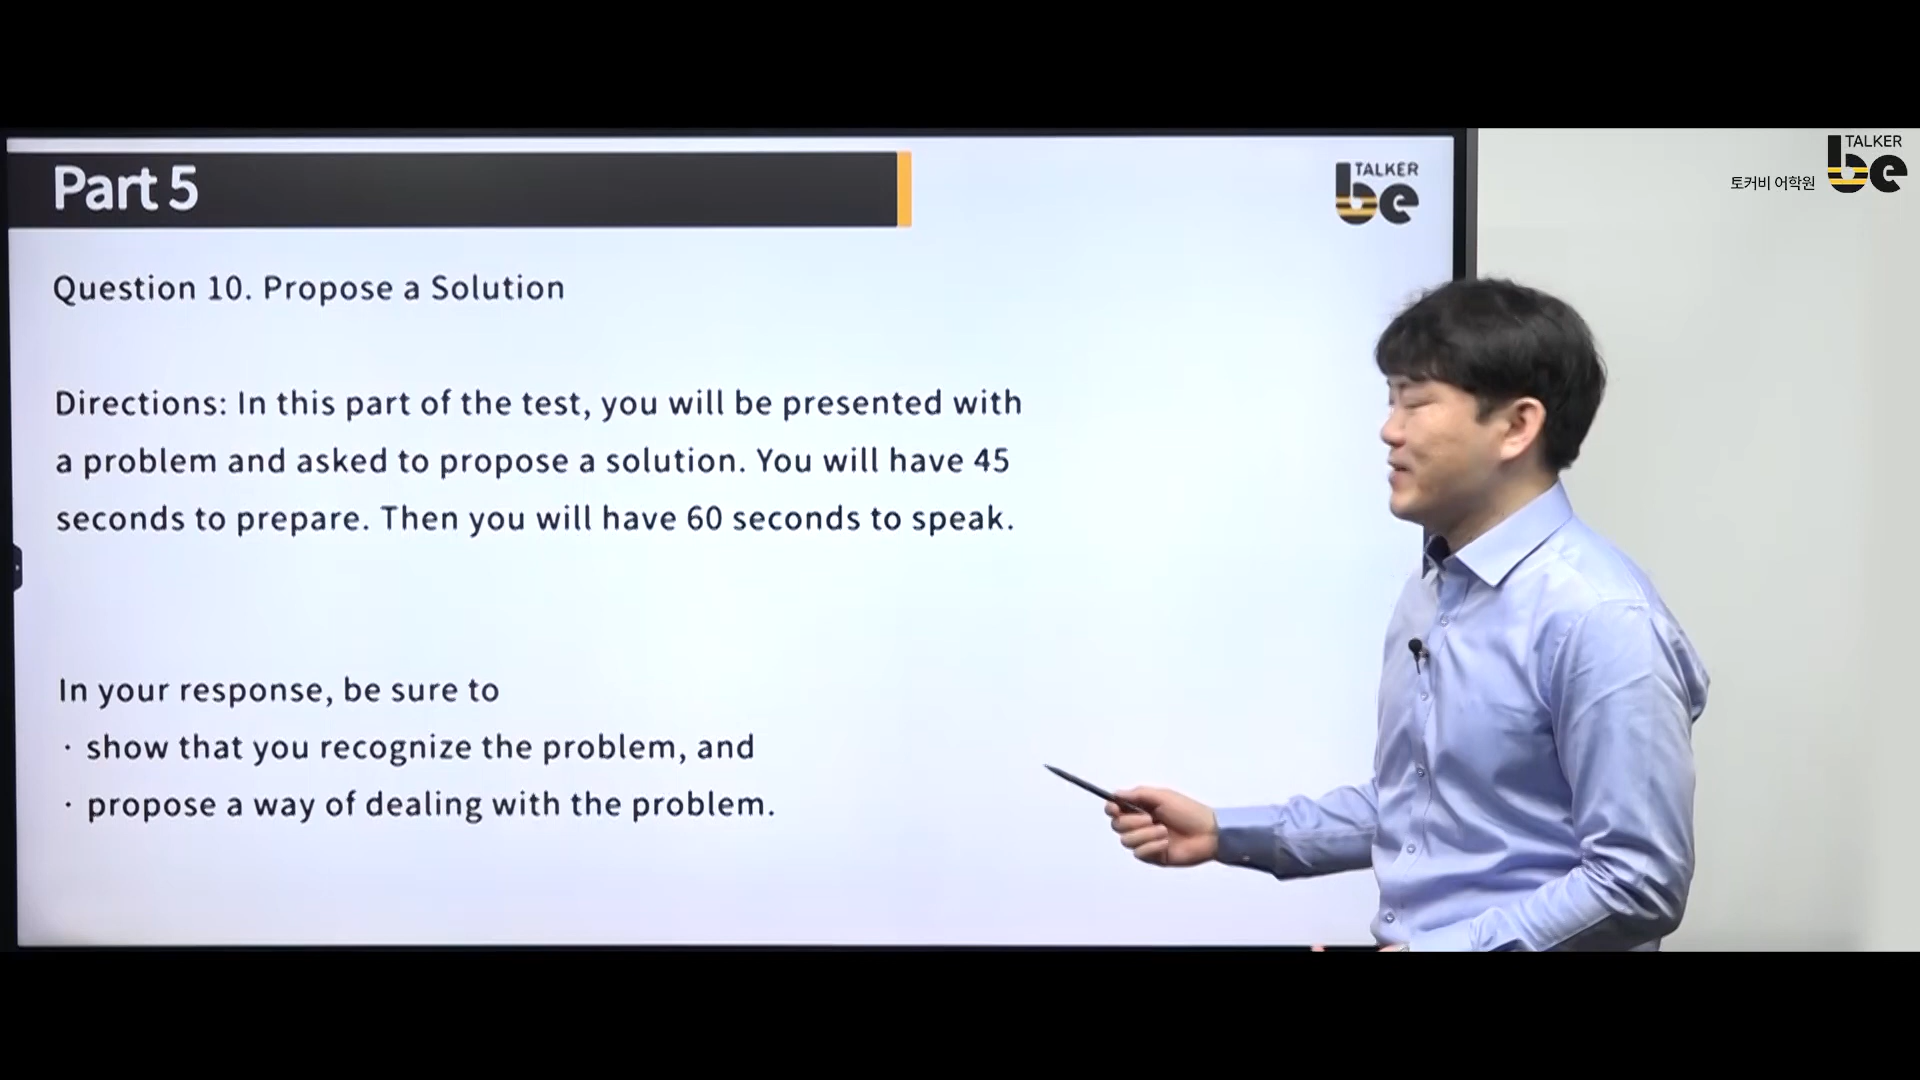 Part 5
TALKER
be
TALKER
be
토커비 어학원
Question 10. Propose a Solution
Directions: In this part of the test, you will be presented with
a problem and asked to propose a solution. You will have 45
seconds to prepare. Then you will have 60 seconds to speak.
In your response, be sure to
· show that you recognize the problem, and
· propose a way of dealing with the problem.